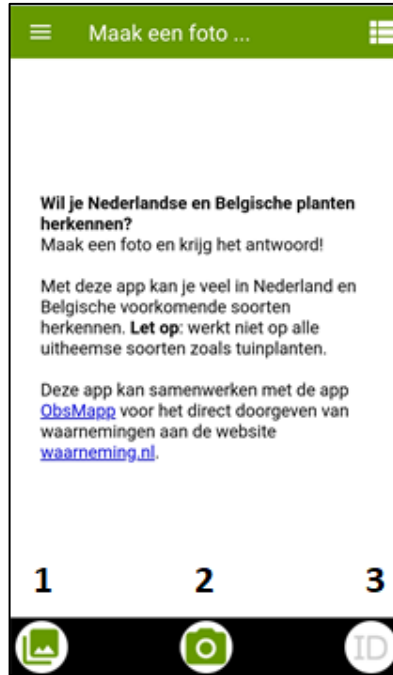 Maak een foto ...
Wil je Nederlandse en Belgische planten
herkennen?
Maak een foto en krijg het antwoord!
Met deze app kan je veel in Nederland en
Belgische voorkomende soorten
herkennen. Let op: werkt niet op alle
uitheemse soorten zoals tuinplanten.
Deze app kan samenwerken met de app
ObsMapp voor het direct doorgeven van
waarnemingen aan de website
waarneming.nl.
1 2 3
ID